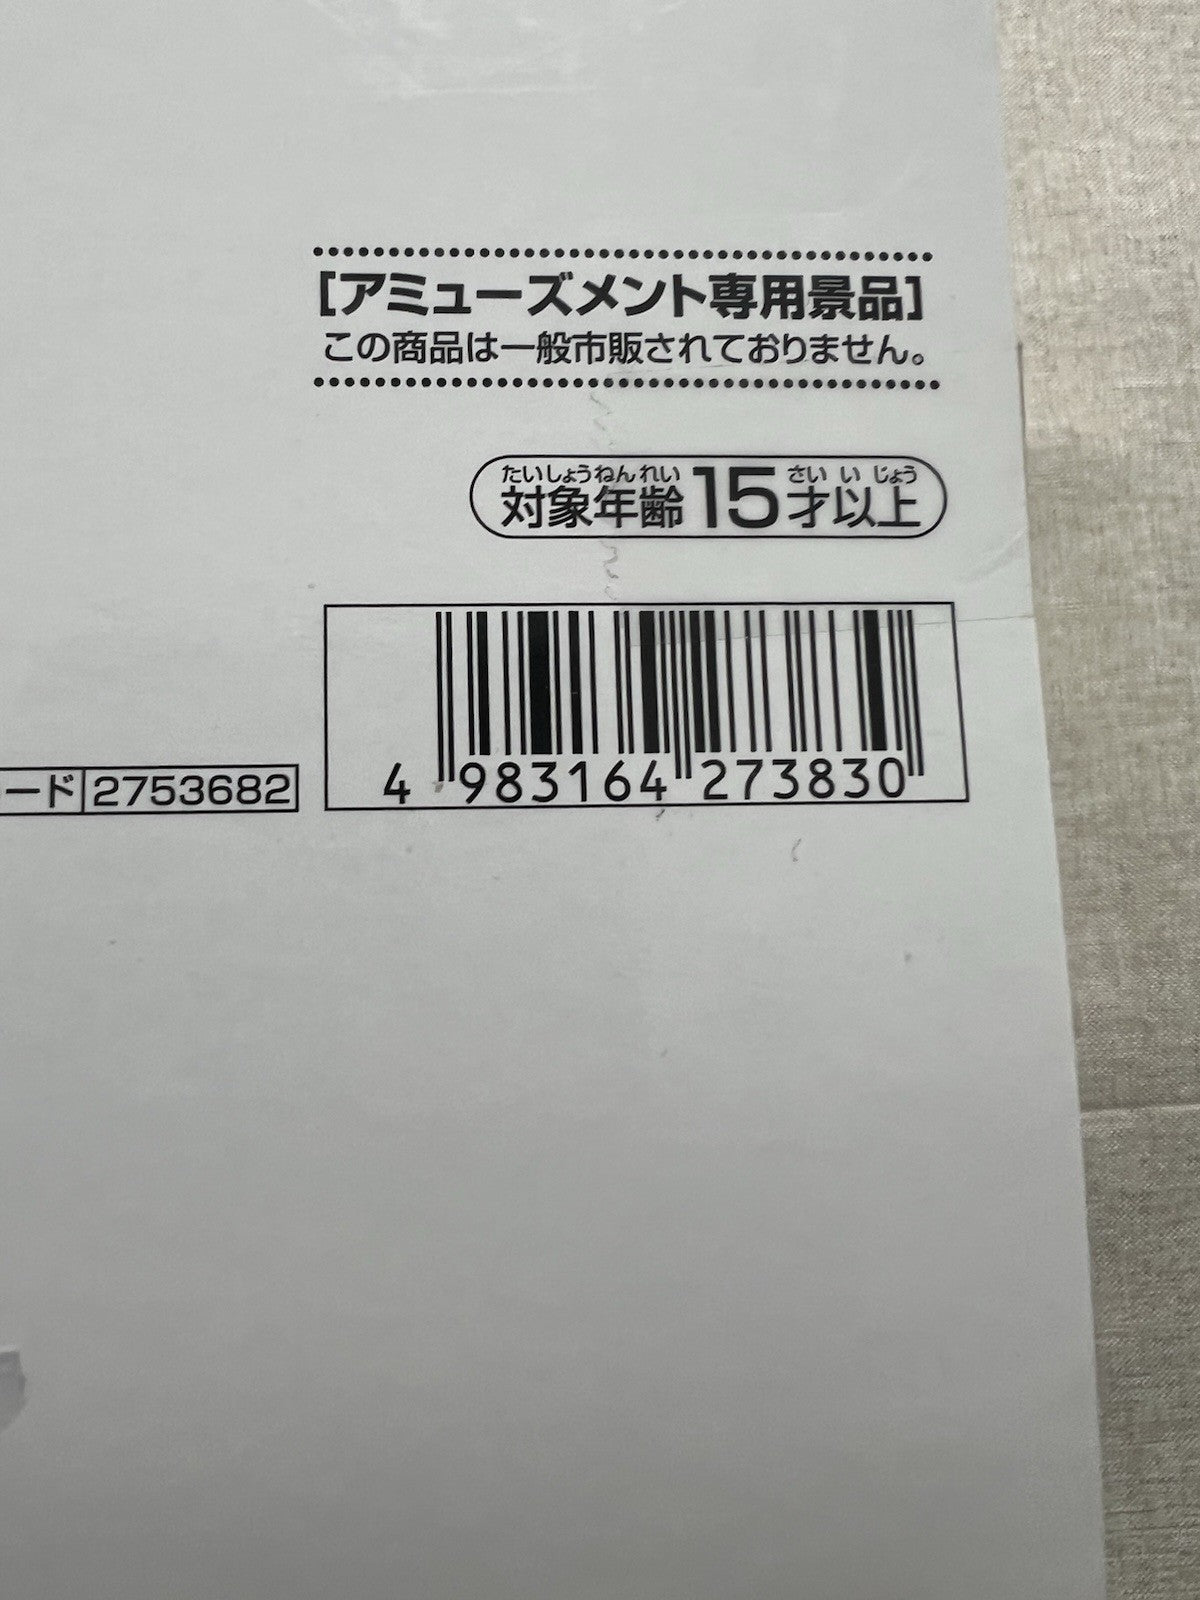 [アミューズメント専用景品]
この商品は一般市販されておりません。
たいしょうねんれい さい い じょう
対象年齢15才以上
ード 2753682
4 983164 273830